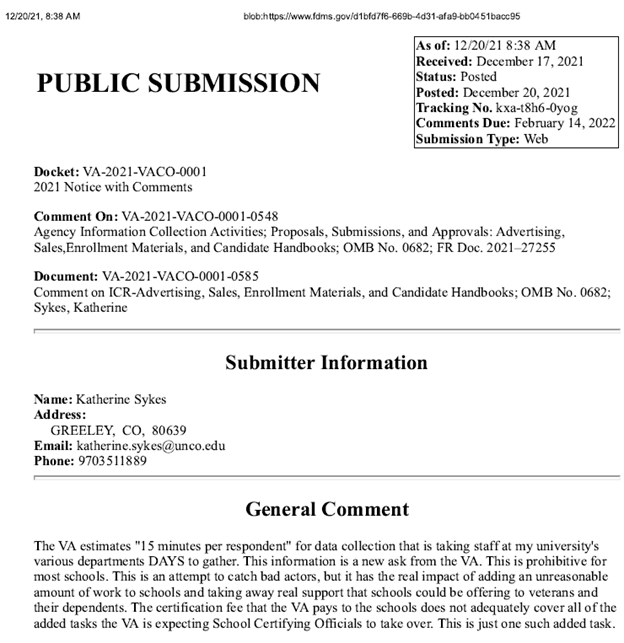 12/20/21, 8:38 AM
blob:https://www.fdms.gov/d1bfd7f6-669b-4d31-afa9-bb0451bacc95
PUBLIC SUBMISSION
As of: 12/20/21 8:38 AM
Received: December 17, 2021
Status: Posted
Posted: December 20, 2021
Tracking No. kxa-t8h6-0yog
Comments Due: February 14, 2022
Submission Type: Web
Docket: VA-2021-VACO-0001
2021 Notice with Comments
Comment On: VA-2021-VACO-0001-0548
Agency Information Collection Activities; Proposals, Submissions, and Approvals: Advertising,
Sales,Enrollment Materials, and Candidate Handbooks; OMB No. 0682; FR Doc. 2021–27255
Document: VA-2021-VACO-0001-0585
Comment on ICR-Advertising, Sales, Enrollment Materials, and Candidate Handbooks; OMB No. 0682;
Sykes, Katherine
Submitter Information
Name: Katherine Sykes
Address:
GREELEY, CO, 80639
Email: katherine.sykes@unco.edu
Phone: 9703511889
General Comment
The VA estimates "15 minutes per respondent" for data collection that is taking staff at my university's
various departments DAYS to gather. This information is a new ask from the VA. This is prohibitive for
most schools. This is an attempt to catch bad actors, but it has the real impact of adding an unreasonable
amount of work to schools and taking away real support that schools could be offering to veterans and
their dependents. The certification fee that the VA pays to the schools does not adequately cover all of the
added tasks the VA is expecting School Certifying Officials to take over. This is just one such added task.